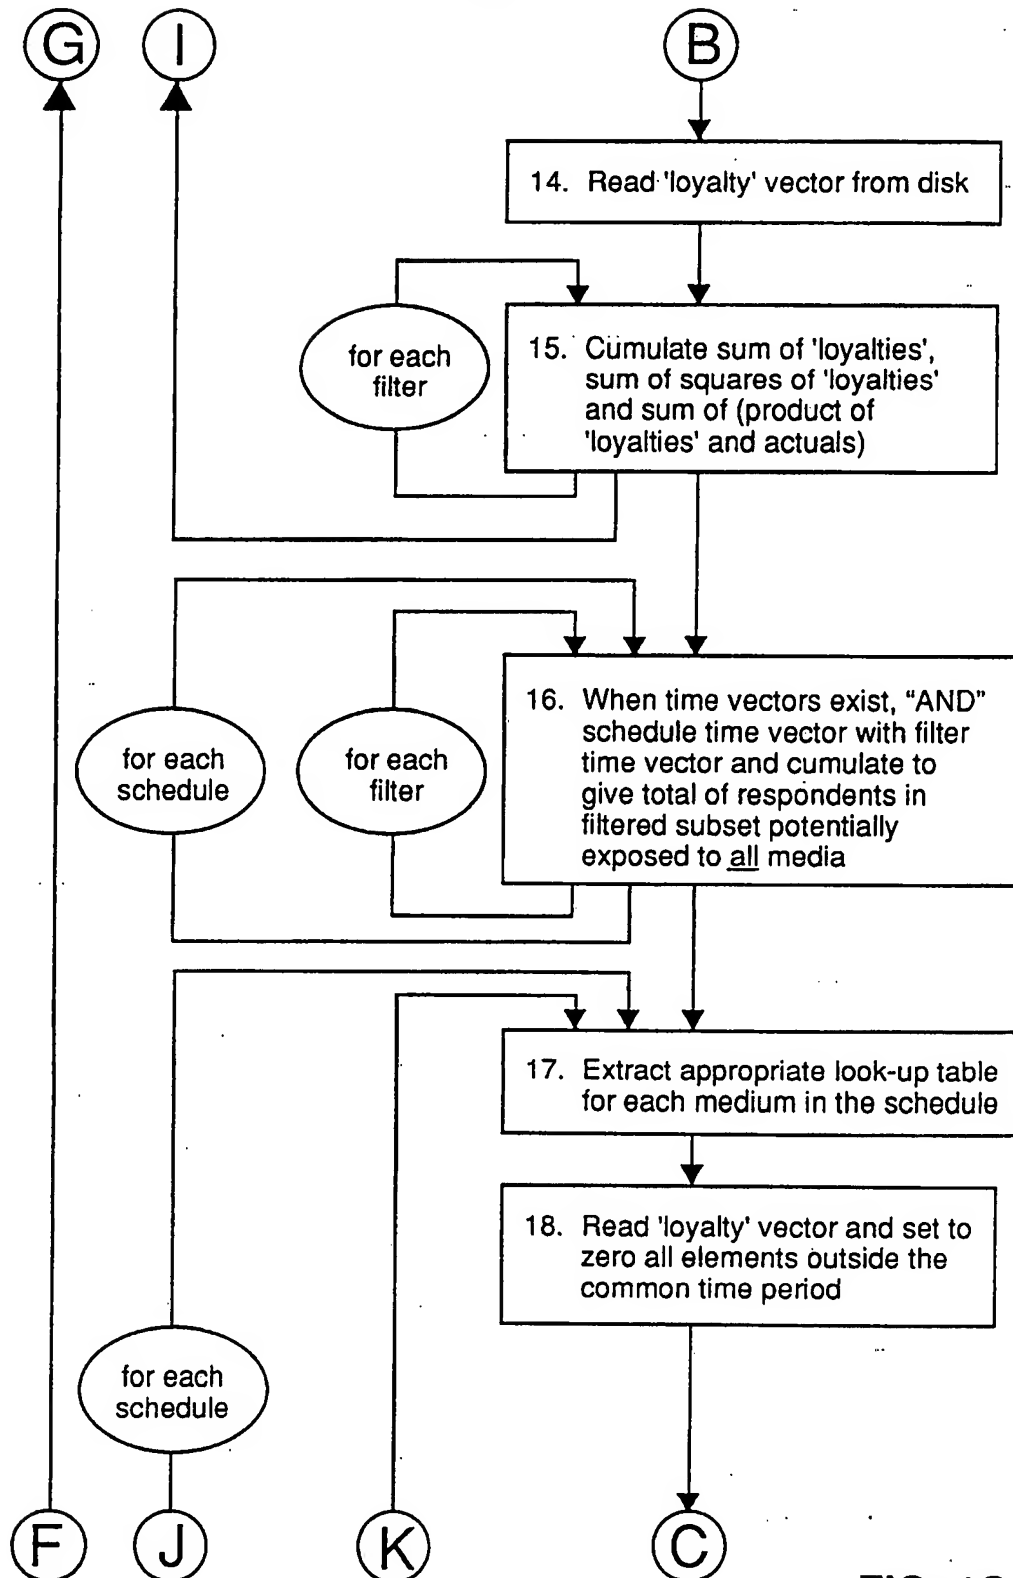 G
I
B
14. Read 'loyalty' vector from disk
for each
filter
15. Cumulate sum of 'loyalties',
sum of squares of 'loyalties'
and sum of (product of
'loyalties' and actuals)
for each
schedule
for each
filter
16. When time vectors exist, “AND”
schedule time vector with filter
time vector and cumulate to
give total of respondents in
filtered subset potentially
exposed to all media
17. Extract appropriate look-up table
for each medium in the schedule
18. Read 'loyalty' vector and set to
zero all elements outside the
common time period
for each
schedule
F
J
K
C